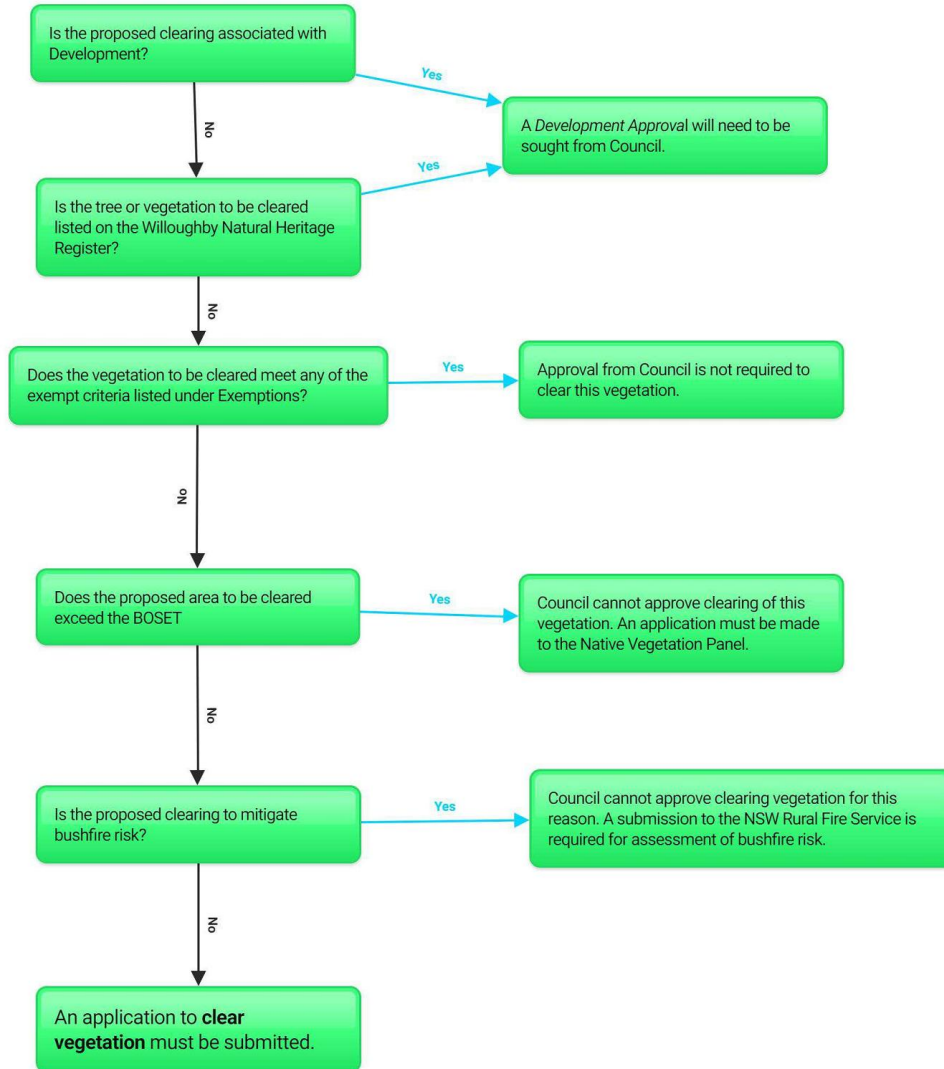 Is the proposed clearing associated with
Development?
Yes
No
A Development Approval will need to be
sought from Council.
Yes
Is the tree or vegetation to be cleared
listed on the Willoughby Natural Heritage
Register?
No
Does the vegetation to be cleared meet any of the
exempt criteria listed under Exemptions?
Yes
Approval from Council is not required to
clear this vegetation.
No
Does the proposed area to be cleared
exceed the BOSET
Yes
Council cannot approve clearing of this
vegetation. An application must be made
to the Native Vegetation Panel.
No
Is the proposed clearing to mitigate
bushfire risk?
Yes
Council cannot approve clearing vegetation for this
reason. A submission to the NSW Rural Fire Service is
required for assessment of bushfire risk.
No
An application to clear
vegetation must be submitted.